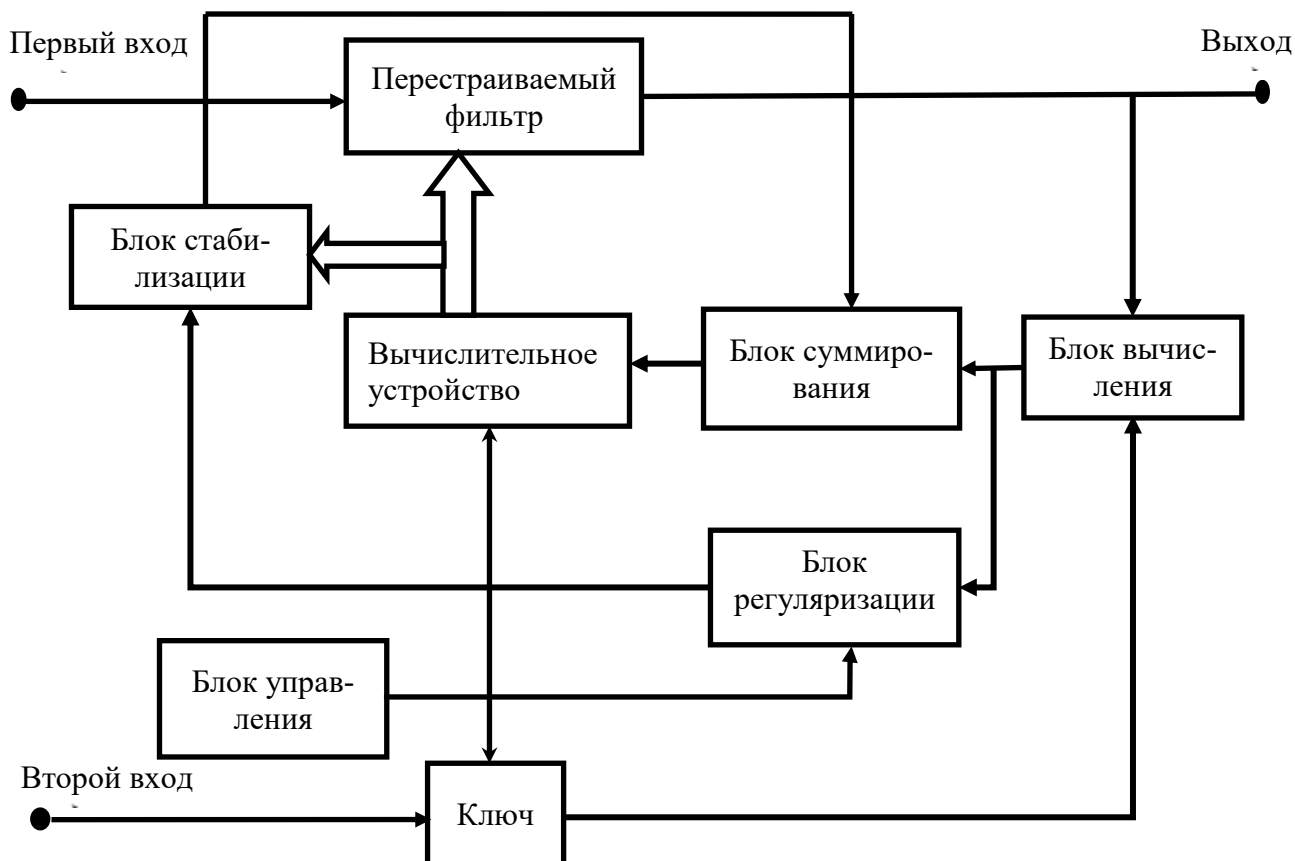 Первый вход
Выход
Перестраиваемый
фильтр
Блок стаби-
лизации
Вычислительное
устройство
Блок суммиро-
вания
Блок вычис-
ления
Блок
регуляризации
Блок управ-
ления
Второй вход
Ключ